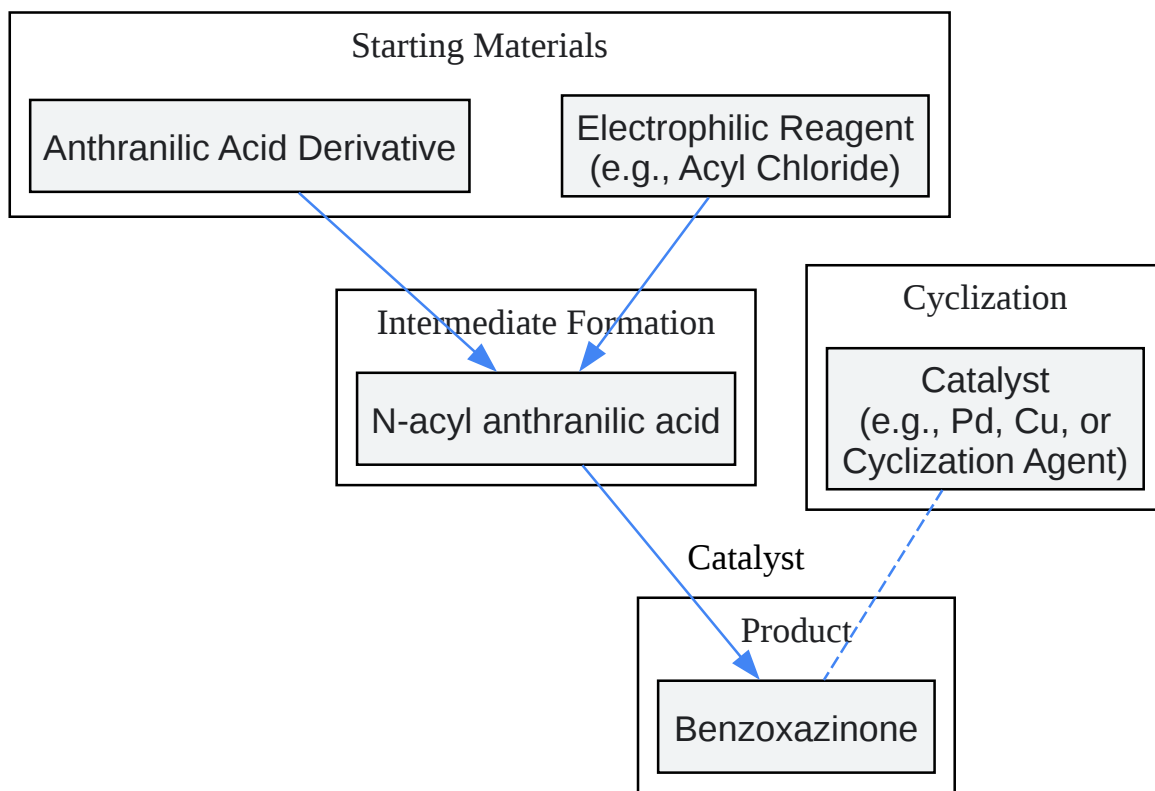 Starting Materials
Anthranilic Acid Derivative
Electrophilic Reagent
(e.g., Acyl Chloride)
Intermediate Formation
N-acyl anthranilic acid
Cyclization
Catalyst
(e.g., Pd, Cu, or
Cyclization Agent)
Catalyst
Product
Benzoxazinone